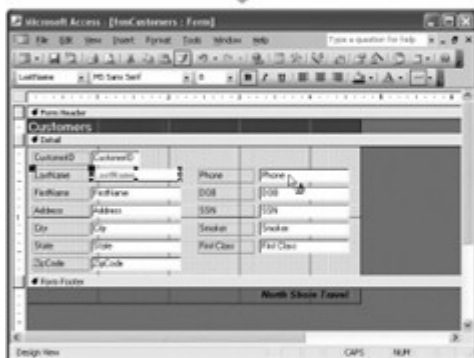 Microsoft Access - [frmCustomers : Form]
File Edit View Insert Format Tools Window Help Type a question for help
LastName MS Sans Serif 8 B I U A
Form Header
Customers
Detail
CustomerID CustomerID
LastName LastName Phone Phone
FirstName FirstName DOB DOB
Address Address SSN SSN
City City Smoker Smoker
State State First Class First Class
ZipCode ZipCode
Form Footer
North Shore Travel
Design View CAPS NUM